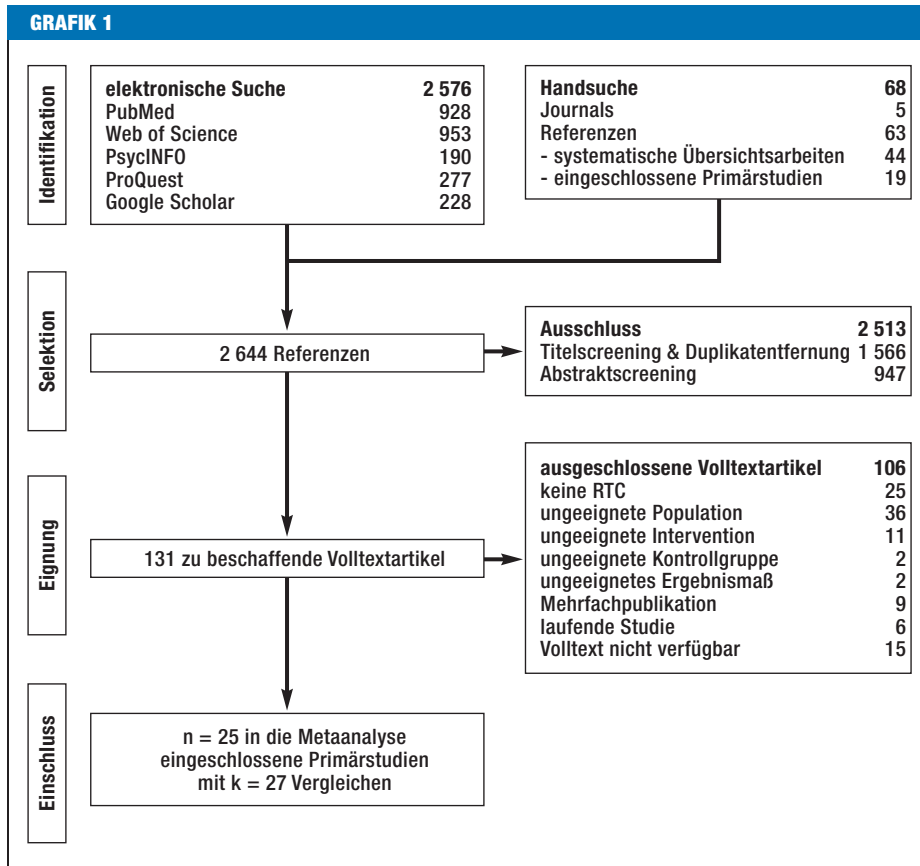 GRAFIK 1
Identifikation
elektronische Suche 2 576
PubMed 928
Web of Science 953
PsycINFO 190
ProQuest 277
Google Scholar 228
Handsuche 68
Journals 5
Referenzen 63
- systematische Übersichtsarbeiten 44
- eingeschlossene Primärstudien 19
Selektion
2 644 Referenzen
Ausschluss 2 513
Titelscreening & Duplikatentfernung 1 566
Abstraktscreening 947
Eignung
131 zu beschaffende Volltextartikel
ausgeschlossene Volltextartikel 106
keine RTC 25
ungeeignete Population 36
ungeeignete Intervention 11
ungeeignete Kontrollgruppe 2
ungeeignetes Ergebnismaß 2
Mehrfachpublikation 9
laufende Studie 6
Volltext nicht verfügbar 15
Einschluss
n = 25 in die Metaanalyse
eingeschlossene Primärstudien
mit k = 27 Vergleichen